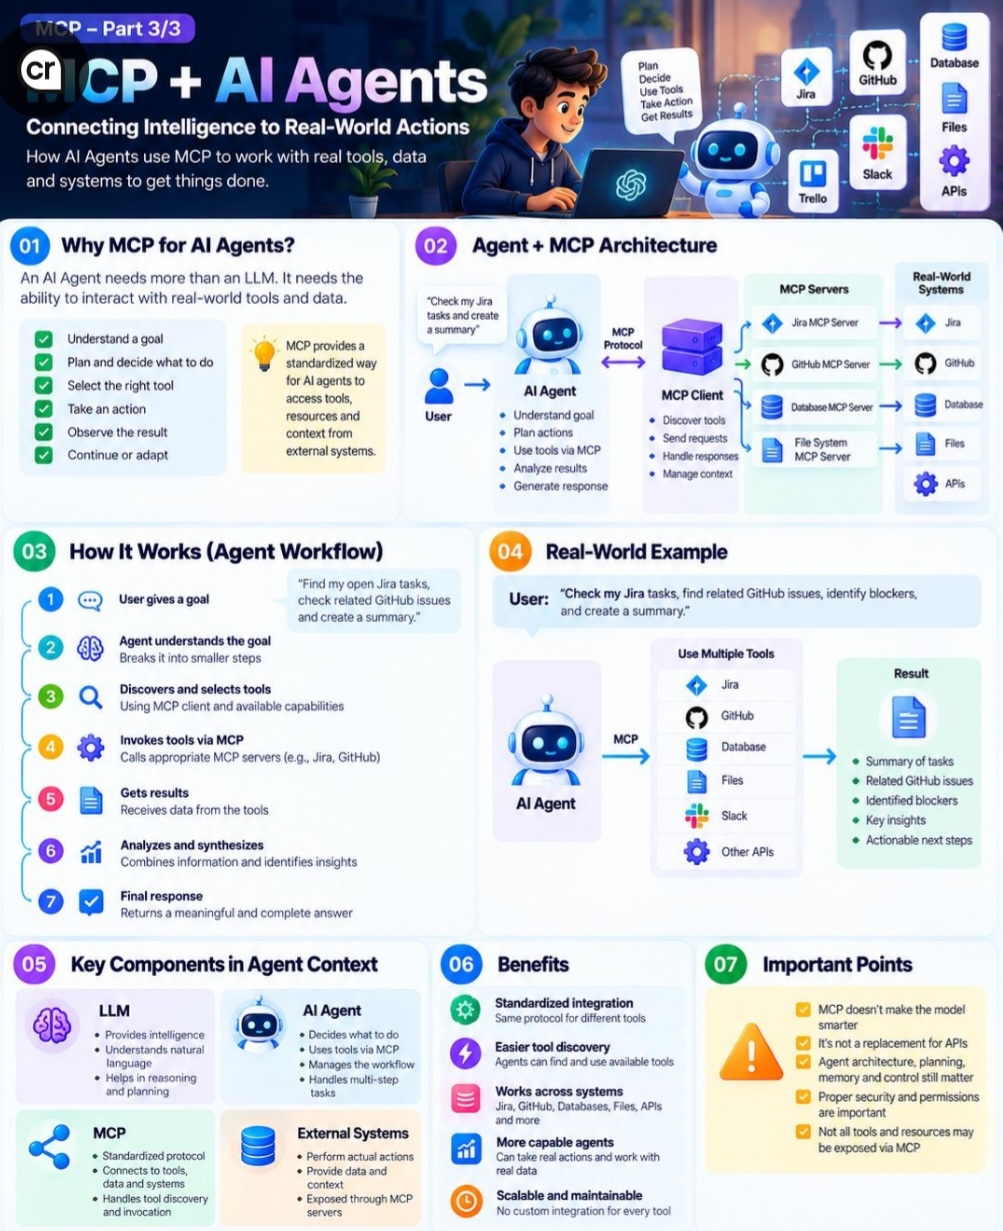 MCP – Part 3/3
cr
MCP + AI Agents
Connecting Intelligence to Real-World Actions
How AI Agents use MCP to work with real tools, data
and systems to get things done.
Plan
Decide
Use Tools
Take Action
Get Results
Jira
GitHub
Trello
Slack
Database
Files
APIs
01 Why MCP for AI Agents?
An AI Agent needs more than an LLM. It needs the
ability to interact with real-world tools and data.
Understand a goal
Plan and decide what to do
Select the right tool
Take an action
Observe the result
Continue or adapt
MCP provides a
standardized way
for AI agents to
access tools,
resources and
context from
external systems.
02 Agent + MCP Architecture
"Check my Jira
tasks and create
a summary"
User
AI Agent
• Understand goal
• Plan actions
• Use tools via MCP
• Analyze results
• Generate response
MCP
Protocol
MCP Client
• Discover tools
• Send requests
• Handle responses
• Manage context
MCP Servers
Jira MCP Server
GitHub MCP Server
Database MCP Server
File System
MCP Server
Real-World
Systems
Jira
GitHub
Database
Files
APIs
03 How It Works (Agent Workflow)
"Find my open Jira tasks,
check related GitHub issues
and create a summary."
1 User gives a goal
2 Agent understands the goal
Breaks it into smaller steps
3 Discovers and selects tools
Using MCP client and available capabilities
4 Invokes tools via MCP
Calls appropriate MCP servers (e.g., Jira, GitHub)
5 Gets results
Receives data from the tools
6 Analyzes and synthesizes
Combines information and identifies insights
7 Final response
Returns a meaningful and complete answer
04 Real-World Example
User: "Check my Jira tasks, find related GitHub issues, identify blockers,
and create a summary."
AI Agent
MCP
Use Multiple Tools
Jira
GitHub
Database
Files
Slack
Other APIs
Result
• Summary of tasks
• Related GitHub issues
• Identified blockers
• Key insights
• Actionable next steps
05 Key Components in Agent Context
LLM
• Provides intelligence
• Understands natural
language
• Helps in reasoning
and planning
AI Agent
• Decides what to do
• Uses tools via MCP
• Manages the workflow
• Handles multi-step
tasks
MCP
• Standardized protocol
• Connects to tools,
data and systems
• Handles tool discovery
and invocation
External Systems
• Perform actual actions
• Provide data and
context
• Exposed through MCP
servers
06 Benefits
Standardized integration
Same protocol for different tools
Easier tool discovery
Agents can find and use available tools
Works across systems
Jira, GitHub, Databases, Files, APIs
and more
More capable agents
Can take real actions and work with
real data
Scalable and maintainable
No custom integration for every tool
07 Important Points
MCP doesn't make the model
smarter
It's not a replacement for APIs
Agent architecture, planning,
memory and control still matter
Proper security and permissions
are important
Not all tools and resources may
be exposed via MCP